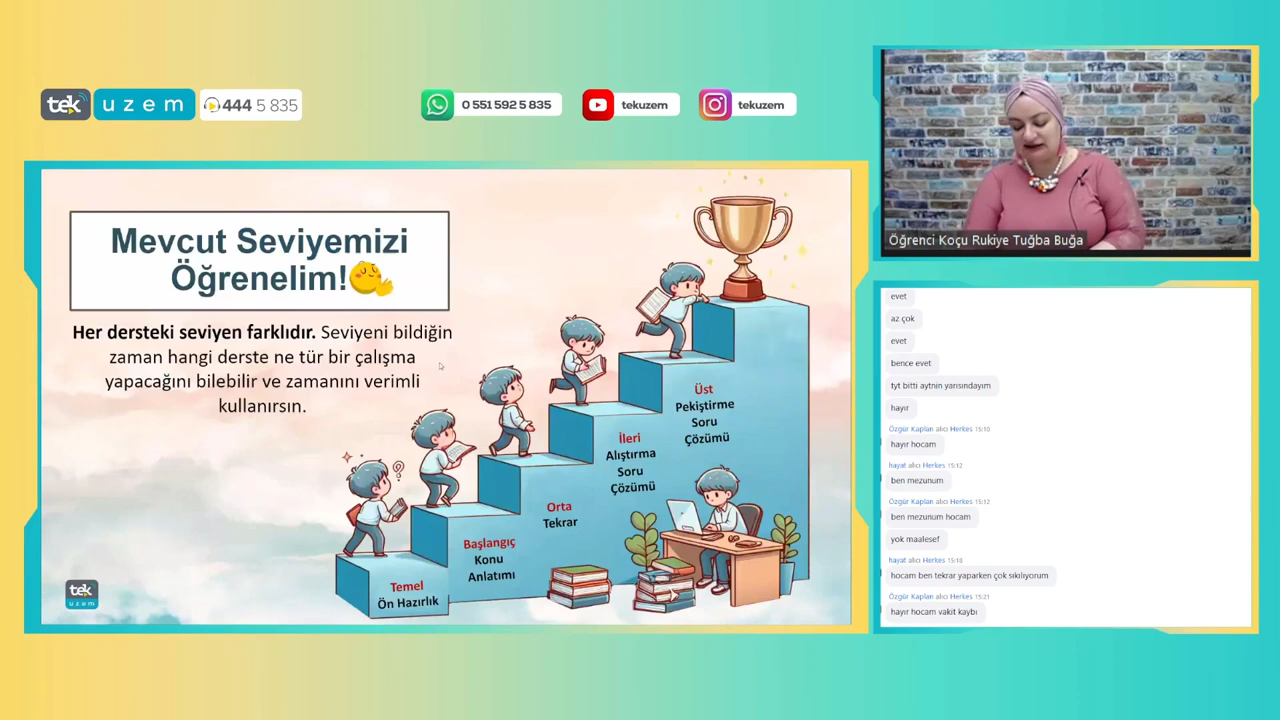 tek uzem 444 5 835
0 551 592 5 835
tekuzem
tekuzem
Mevcut Seviyemizi
Öğrenelim!
Her dersteki seviyen farklıdır. Seviyeni bildiğin
zaman hangi derste ne tür bir çalışma
yapacağını bilebilir ve zamanını verimli
kullanırsın.
Üst
Pekiştirme
Soru
Çözümü
İleri
Alıştırma
Soru
Çözümü
Orta
Tekrar
Başlangıç
Konu
Anlatımı
Temel
Ön Hazırlık
tek
uzem
Öğrenci Koçu Rukiye Tuğba Buğa
evet
az çok
evet
bence evet
tyt bitti aytnin yarısındayım
hayır
Özgür Kaplan alıcı Herkes 15:10
hayır hocam
hayat alıcı Herkes 15:12
ben mezunum
Özgür Kaplan alıcı Herkes 15:12
ben mezunum hocam
yok maalesef
hayat alıcı Herkes 15:18
hocam ben tekrar yaparken çok sıkılıyorum
Özgür Kaplan alıcı Herkes 15:21
hayır hocam vakit kaybı